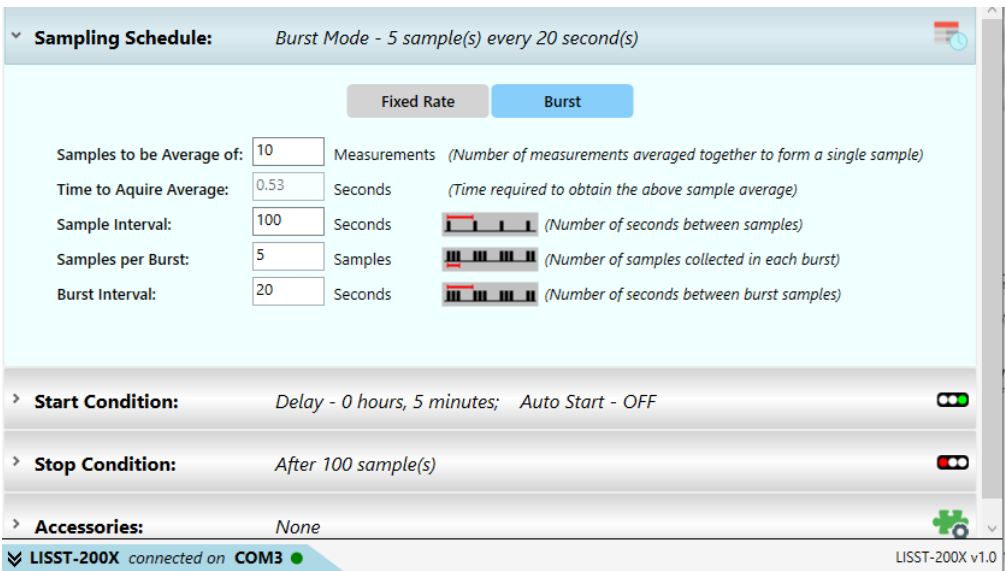 Sampling Schedule: Burst Mode - 5 sample(s) every 20 second(s)
Fixed Rate Burst
Samples to be Average of: 10 Measurements (Number of measurements averaged together to form a single sample)
Time to Aquire Average: 0.53 Seconds (Time required to obtain the above sample average)
Sample Interval: 100 Seconds (Number of seconds between samples)
Samples per Burst: 5 Samples (Number of samples collected in each burst)
Burst Interval: 20 Seconds (Number of seconds between burst samples)
Start Condition: Delay - 0 hours, 5 minutes; Auto Start - OFF
Stop Condition: After 100 sample(s)
Accessories: None
LISST-200X connected on COM3 LISST-200X v1.0